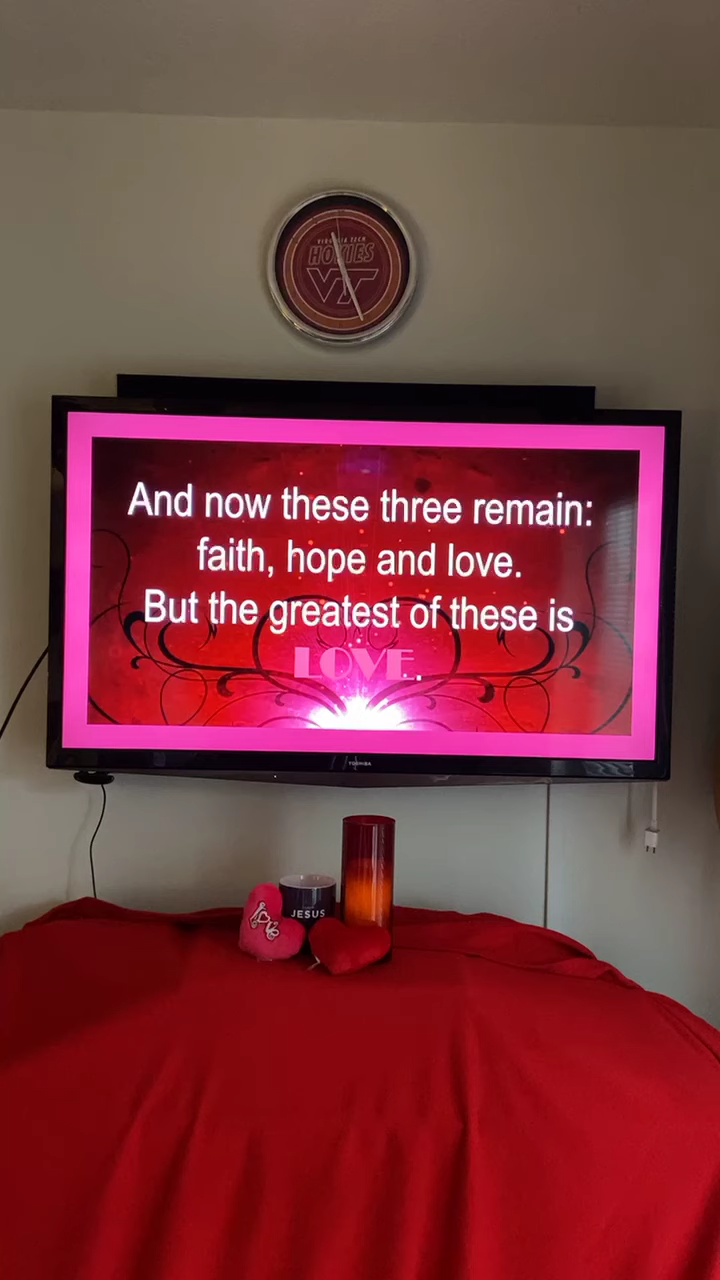 VIRGINIA TECH
HOKIES
VT
And now these three remain:
faith, hope and love.
But the greatest of these is
LOVE.
TOSHIBA
JESUS
Love